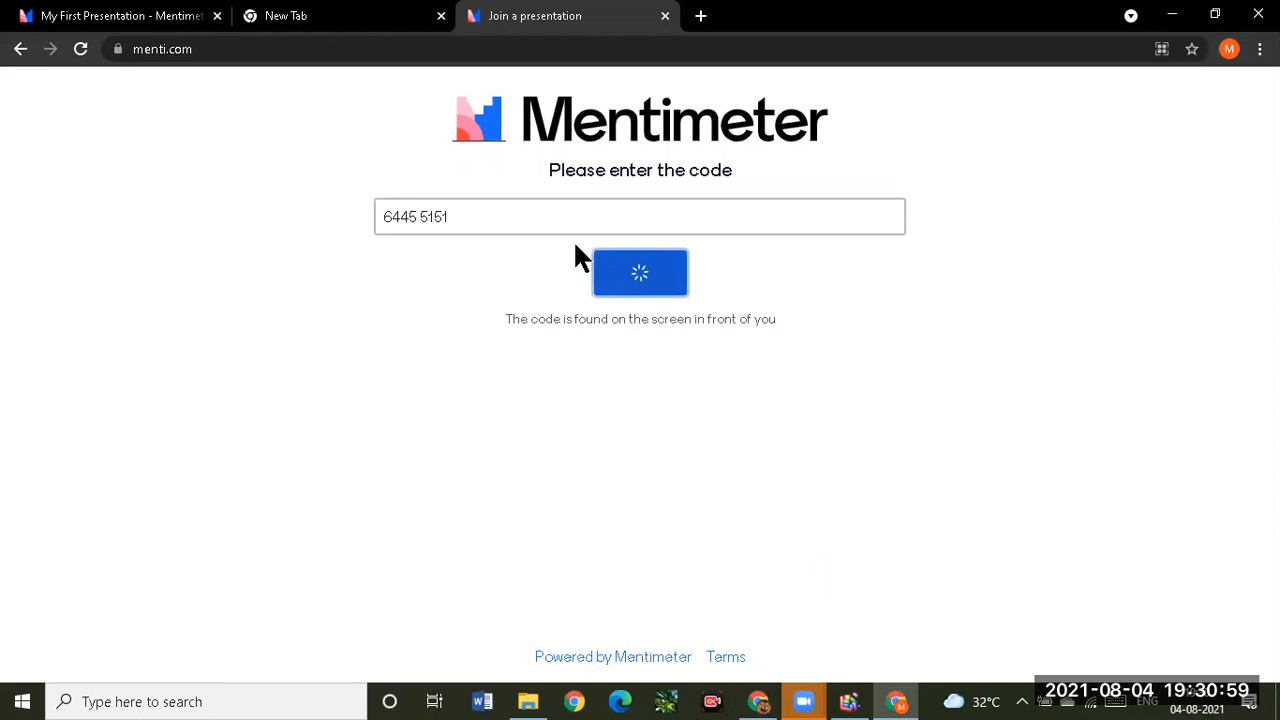 My First Presentation - Mentimet
New Tab
Join a presentation
menti.com
M
Mentimeter
Please enter the code
6445 5151
The code is found on the screen in front of you
Powered by Mentimeter
Terms
Type here to search
32°C
ENG
2021-08-04 19:30:59
04-08-2021